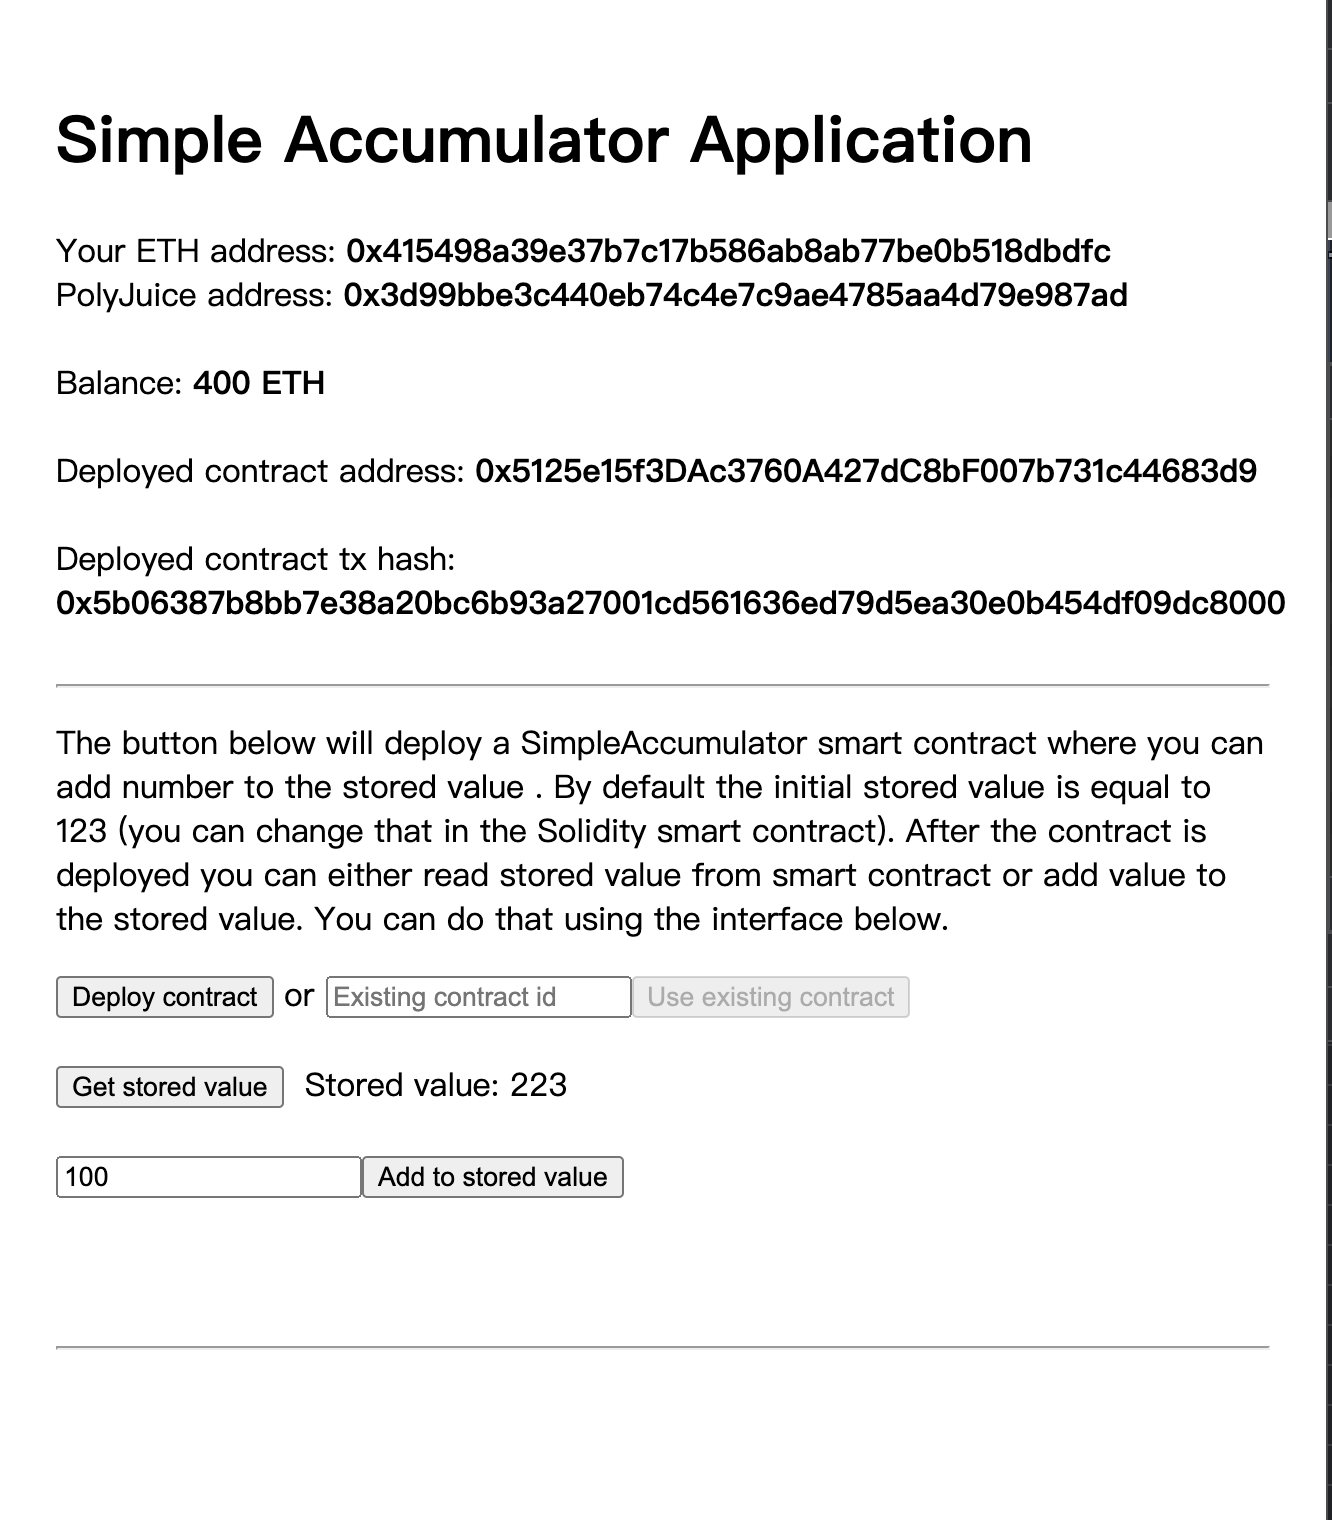 Simple Accumulator Application
Your ETH address: 0x415498a39e37b7c17b586ab8ab77be0b518dbdfc
PolyJuice address: 0x3d99bbe3c440eb74c4e7c9ae4785aa4d79e987ad
Balance: 400 ETH
Deployed contract address: 0x5125e15f3DAc3760A427dC8bF007b731c44683d9
Deployed contract tx hash:
0x5b06387b8bb7e38a20bc6b93a27001cd561636ed79d5ea30e0b454df09dc8000
The button below will deploy a SimpleAccumulator smart contract where you can
add number to the stored value . By default the initial stored value is equal to
123 (you can change that in the Solidity smart contract). After the contract is
deployed you can either read stored value from smart contract or add value to
the stored value. You can do that using the interface below.
Deploy contract or Existing contract id Use existing contract
Get stored value Stored value: 223
100 Add to stored value